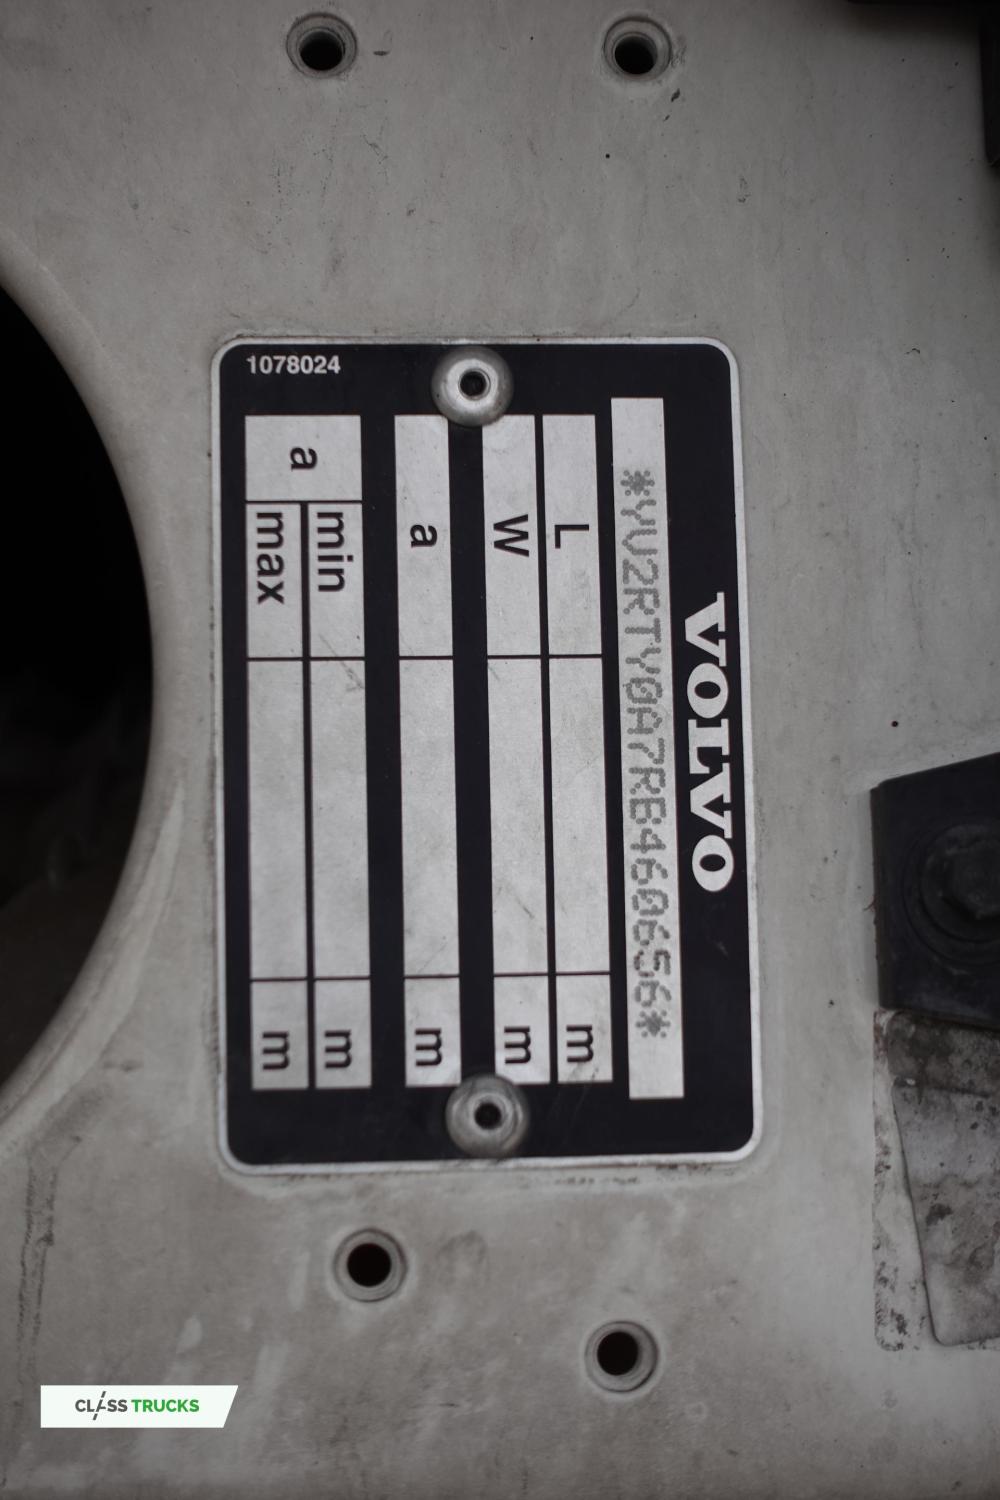 VOLVO
*YV2RTY0A7RB460656*
L m
W m
a m
a min m
max m
1078024
CLASS TRUCKS